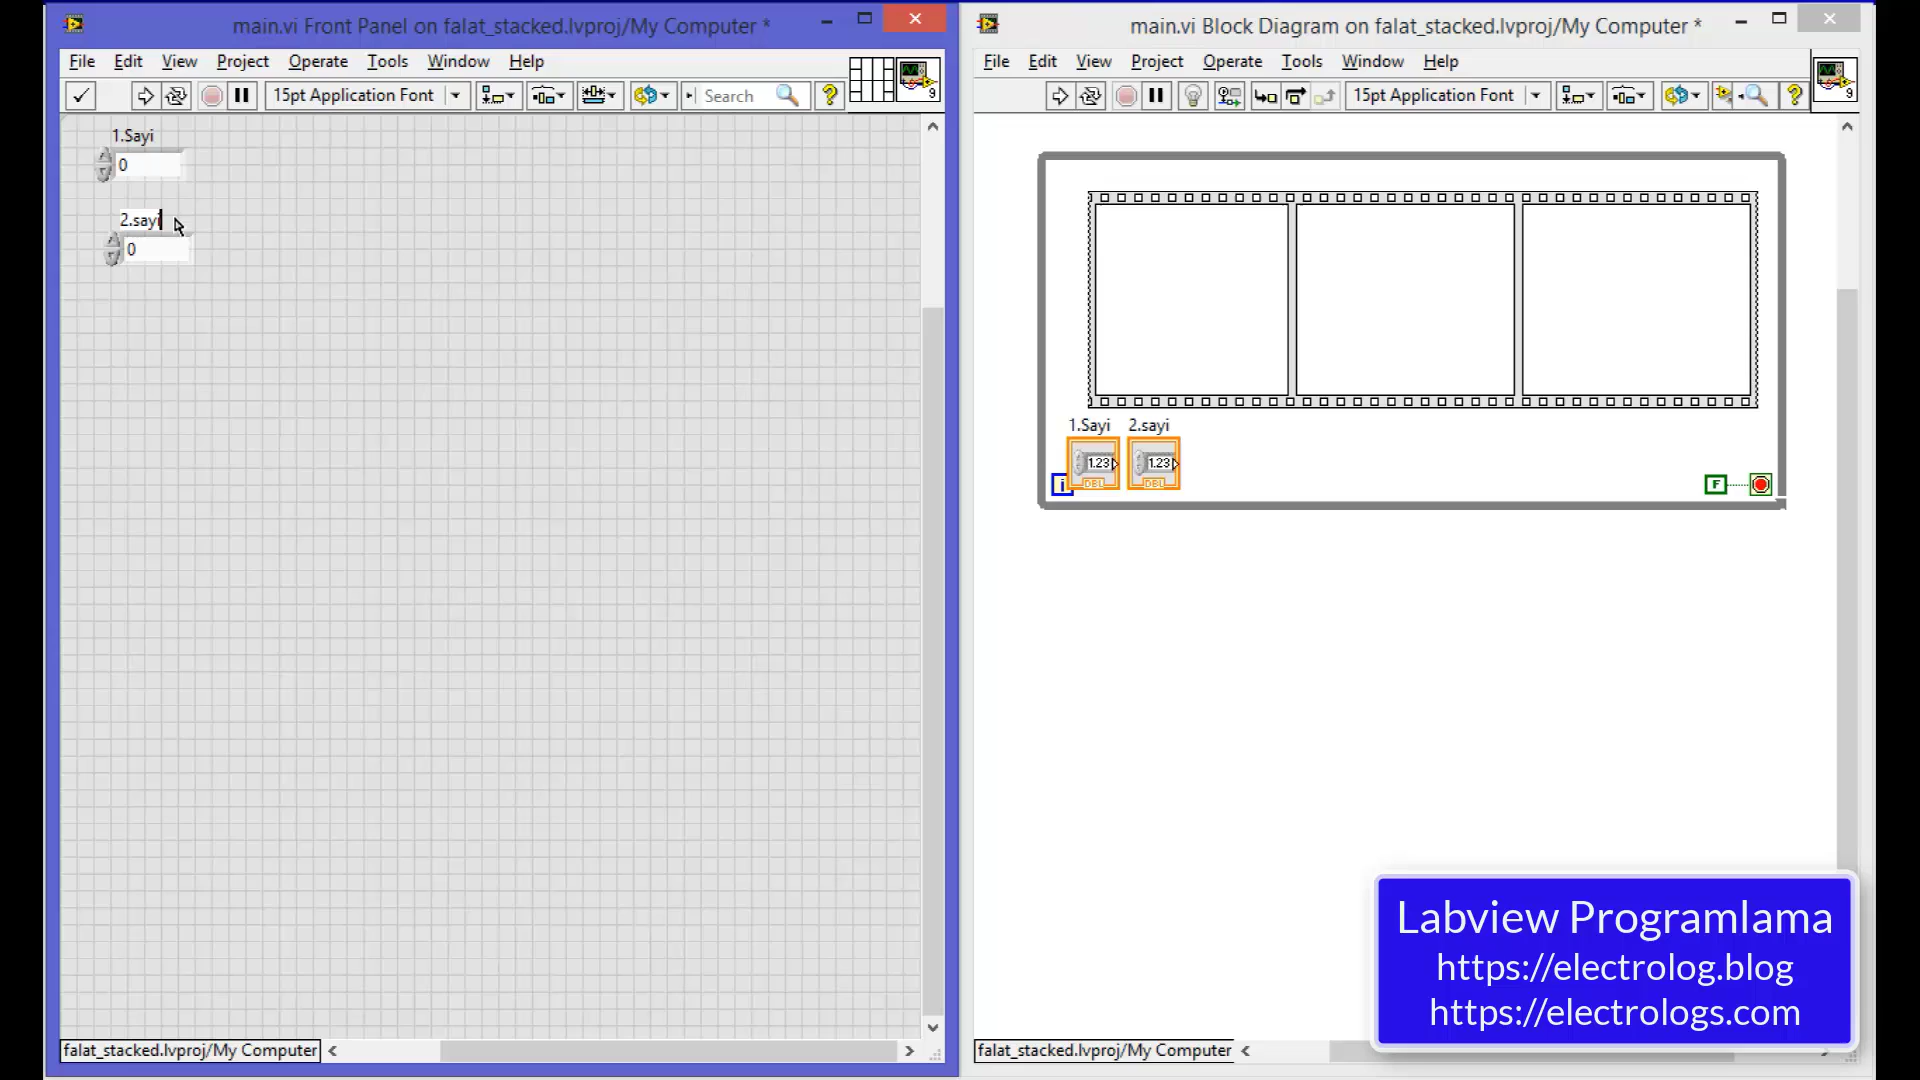 main.vi Front Panel on falat_stacked.lvproj/My Computer *
File Edit View Project Operate Tools Window Help
15pt Application Font
Search
9
1.Sayi
0
2.sayi
0
falat_stacked.lvproj/My Computer
main.vi Block Diagram on falat_stacked.lvproj/My Computer *
File Edit View Project Operate Tools Window Help
15pt Application Font
9
1.Sayi 2.sayi
1.23 1.23
DBL DBL
i
F
falat_stacked.lvproj/My Computer
Labview Programlama
https://electrolog.blog
https://electrologs.com